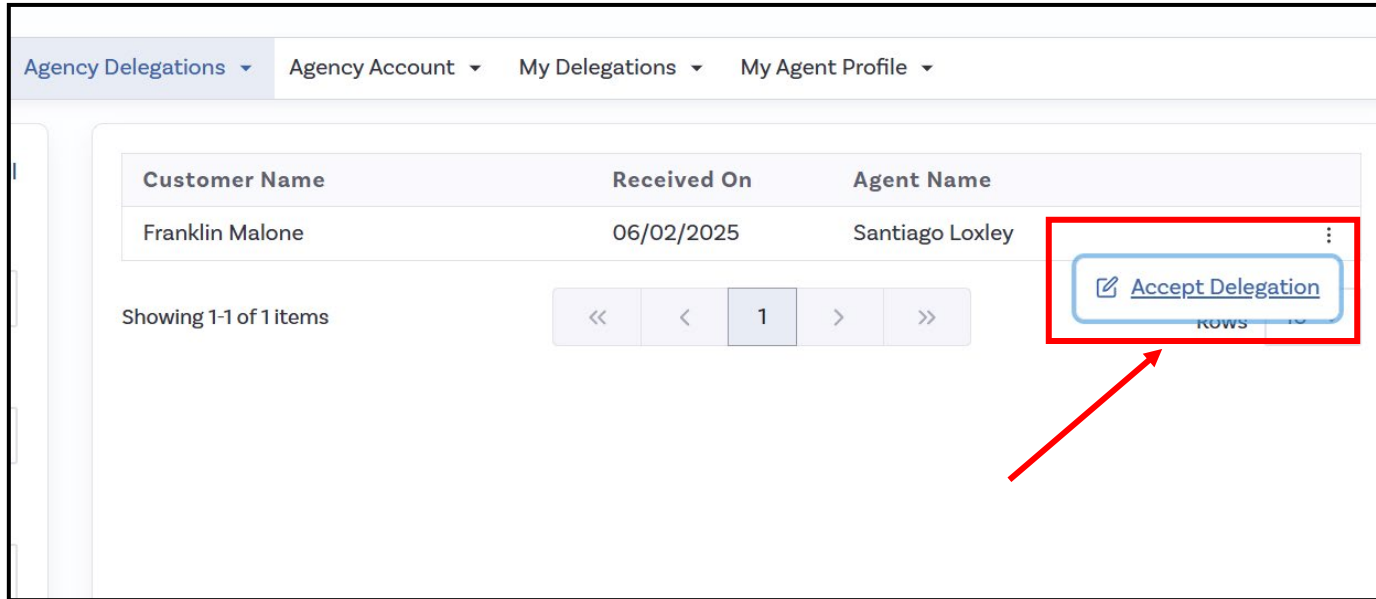 Agency Delegations Agency Account My Delegations My Agent Profile
Customer Name Received On Agent Name
Franklin Malone 06/02/2025 Santiago Loxley
Accept Delegation
Showing 1-1 of 1 items << < 1 > >> Rows